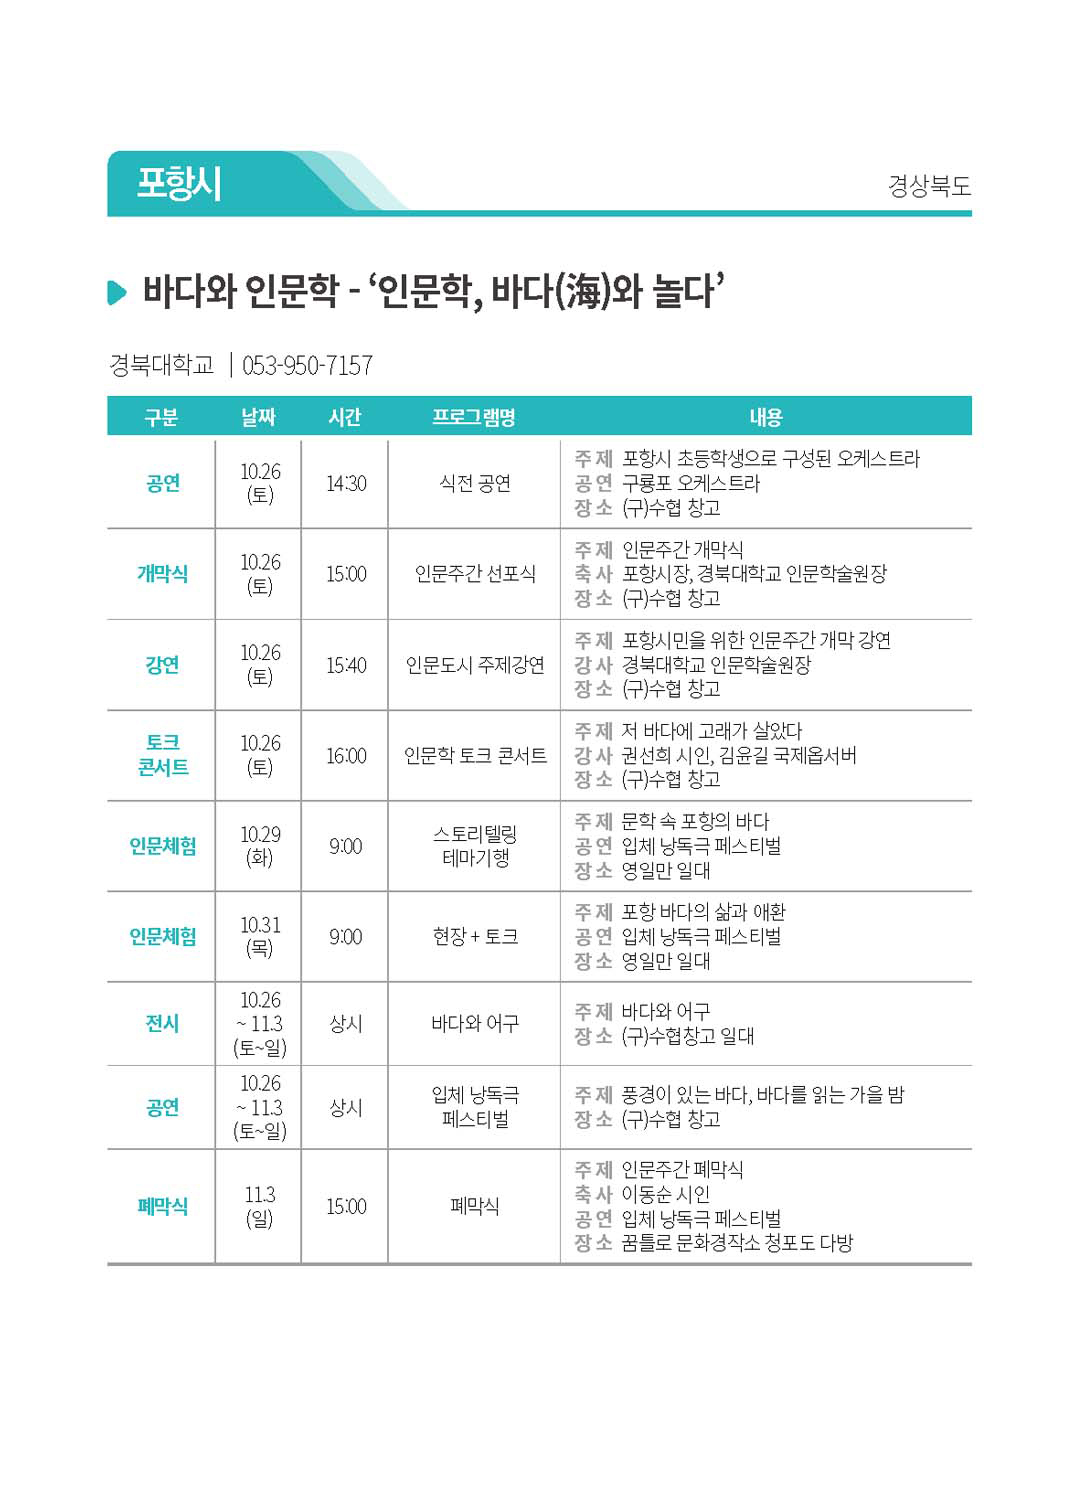 포항시
경상북도
바다와 인문학 - ‘인문학, 바다(海)와 놀다’
경북대학교 | 053-950-7157
구분 날짜 시간 프로그램명 내용
공연
10.26
(토)
14:30
식전 공연
주제 포항시 초등학생으로 구성된 오케스트라
공연 구룡포 오케스트라
장소 (구)수협 창고
개막식
10.26
(토)
15:00
인문주간 선포식
주제 인문주간 개막식
축사 포항시장, 경북대학교 인문학술원장
장소 (구)수협 창고
강연
10.26
(토)
15:40
인문도시 주제강연
주제 포항시민을 위한 인문주간 개막 강연
강사 경북대학교 인문학술원장
장소 (구)수협 창고
토크
콘서트
10.26
(토)
16:00
인문학 토크 콘서트
주제 저 바다에 고래가 살았다
강사 권선희 시인, 김윤길 국제옵서버
장소 (구)수협 창고
인문체험
10.29
(화)
9:00
스토리텔링
테마기행
주제 문학 속 포항의 바다
공연 입체 낭독극 페스티벌
장소 영일만 일대
인문체험
10.31
(목)
9:00
현장 + 토크
주제 포항 바다의 삶과 애환
공연 입체 낭독극 페스티벌
장소 영일만 일대
전시
10.26
~ 11.3
(토~일)
상시
바다와 어구
주제 바다와 어구
장소 (구)수협창고 일대
공연
10.26
~ 11.3
(토~일)
상시
입체 낭독극
페스티벌
주제 풍경이 있는 바다, 바다를 읽는 가을 밤
장소 (구)수협 창고
폐막식
11.3
(일)
15:00
폐막식
주제 인문주간 폐막식
축사 이동순 시인
공연 입체 낭독극 페스티벌
장소 꿈틀로 문화경작소 청포도 다방